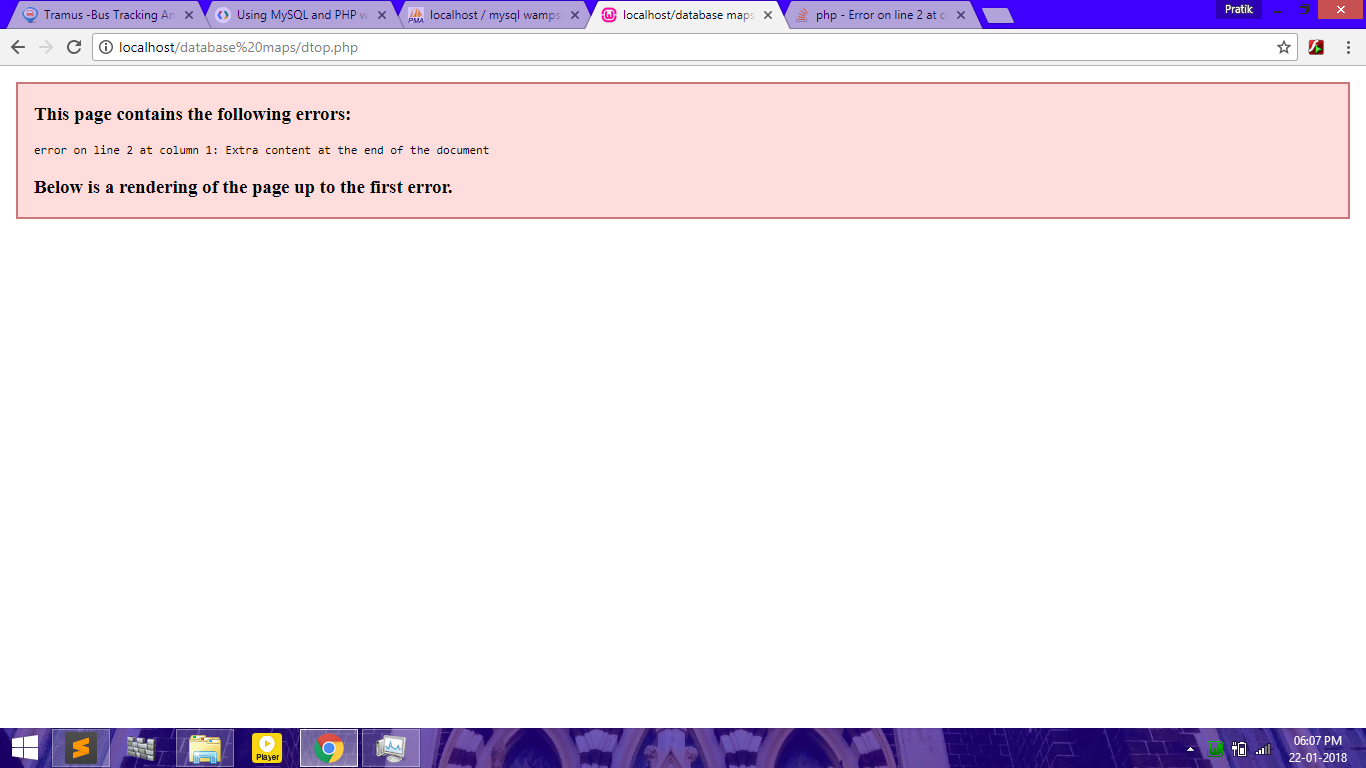 Tramus -Bus Tracking An
Using MySQL and PHP w
localhost / mysql wamps
localhost/database maps
php - Error on line 2 at c
Pratik
localhost/database%20maps/dtop.php
This page contains the following errors:
error on line 2 at column 1: Extra content at the end of the document
Below is a rendering of the page up to the first error.
PMA
Player
06:07 PM
22-01-2018